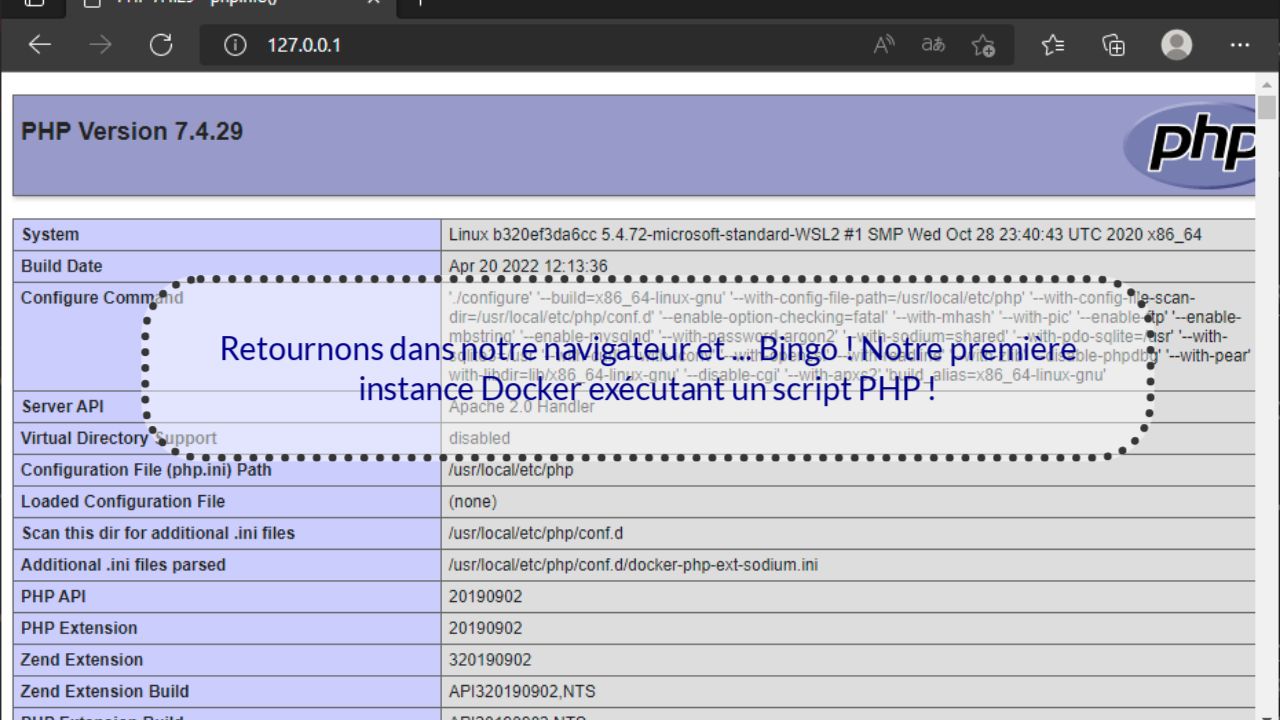 127.0.0.1
PHP Version 7.4.29
php
System Linux b320ef3da6cc 5.4.72-microsoft-standard-WSL2 #1 SMP Wed Oct 28 23:40:43 UTC 2020 x86_64
Build Date Apr 20 2022 12:13:36
Configure Command './configure' '--build=x86_64-linux-gnu' '--with-config-file-path=/usr/local/etc/php' '--with-config-file-scan-
dir=/usr/local/etc/php/conf.d' '--enable-option-checking=fatal' '--with-mhash' '--with-pic' '--enable-ftp' '--enable-
mbstring' '--enable-mysqlnd' '--with-password-argon2' '--with-sodium=shared' '--with-pdo-sqlite=/usr' '--with-
'--with-pear'
'--with-libdir=lib/x86_64-linux-gnu' '--disable-cgi' '--with-apxs2' 'build_alias=x86_64-linux-gnu'
Retournons dans notre navigateur et ... Bingo ! Notre première
instance Docker exécutant un script PHP !
Server API Apache 2.0 Handler
Virtual Directory Support disabled
Configuration File (php.ini) Path /usr/local/etc/php
Loaded Configuration File (none)
Scan this dir for additional .ini files /usr/local/etc/php/conf.d
Additional .ini files parsed /usr/local/etc/php/conf.d/docker-php-ext-sodium.ini
PHP API 20190902
PHP Extension 20190902
Zend Extension 320190902
Zend Extension Build API320190902,NTS
PHP Extension Build API20190902,NTS